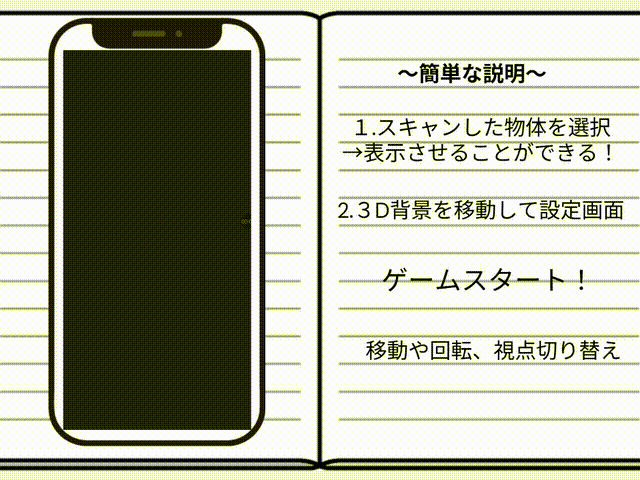 〜簡単な説明〜
１.スキャンした物体を選択
→表示させることができる！
2.３D背景を移動して設定画面
ゲームスタート！
移動や回転、視点切り替え